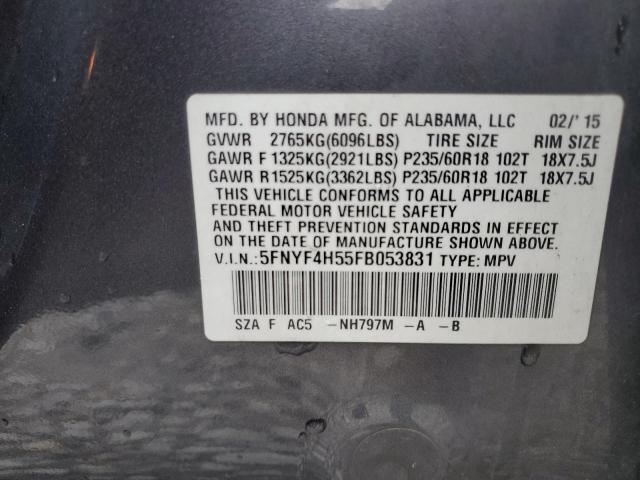 MFD. BY HONDA MFG. OF ALABAMA, LLC 02/'15
GVWR 2765KG(6096LBS) TIRE SIZE RIM SIZE
GAWR F 1325KG(2921LBS) P235/60R18 102T 18X7.5J
GAWR R 1525KG(3362LBS) P235/60R18 102T 18X7.5J
THIS VEHICLE CONFORMS TO ALL APPLICABLE
FEDERAL MOTOR VEHICLE SAFETY
AND THEFT PREVENTION STANDARDS IN EFFECT
ON THE DATE OF MANUFACTURE SHOWN ABOVE.
V.I.N.: 5FNYF4H55FB053831 TYPE: MPV
SZA F AC5 -NH797M -A -B